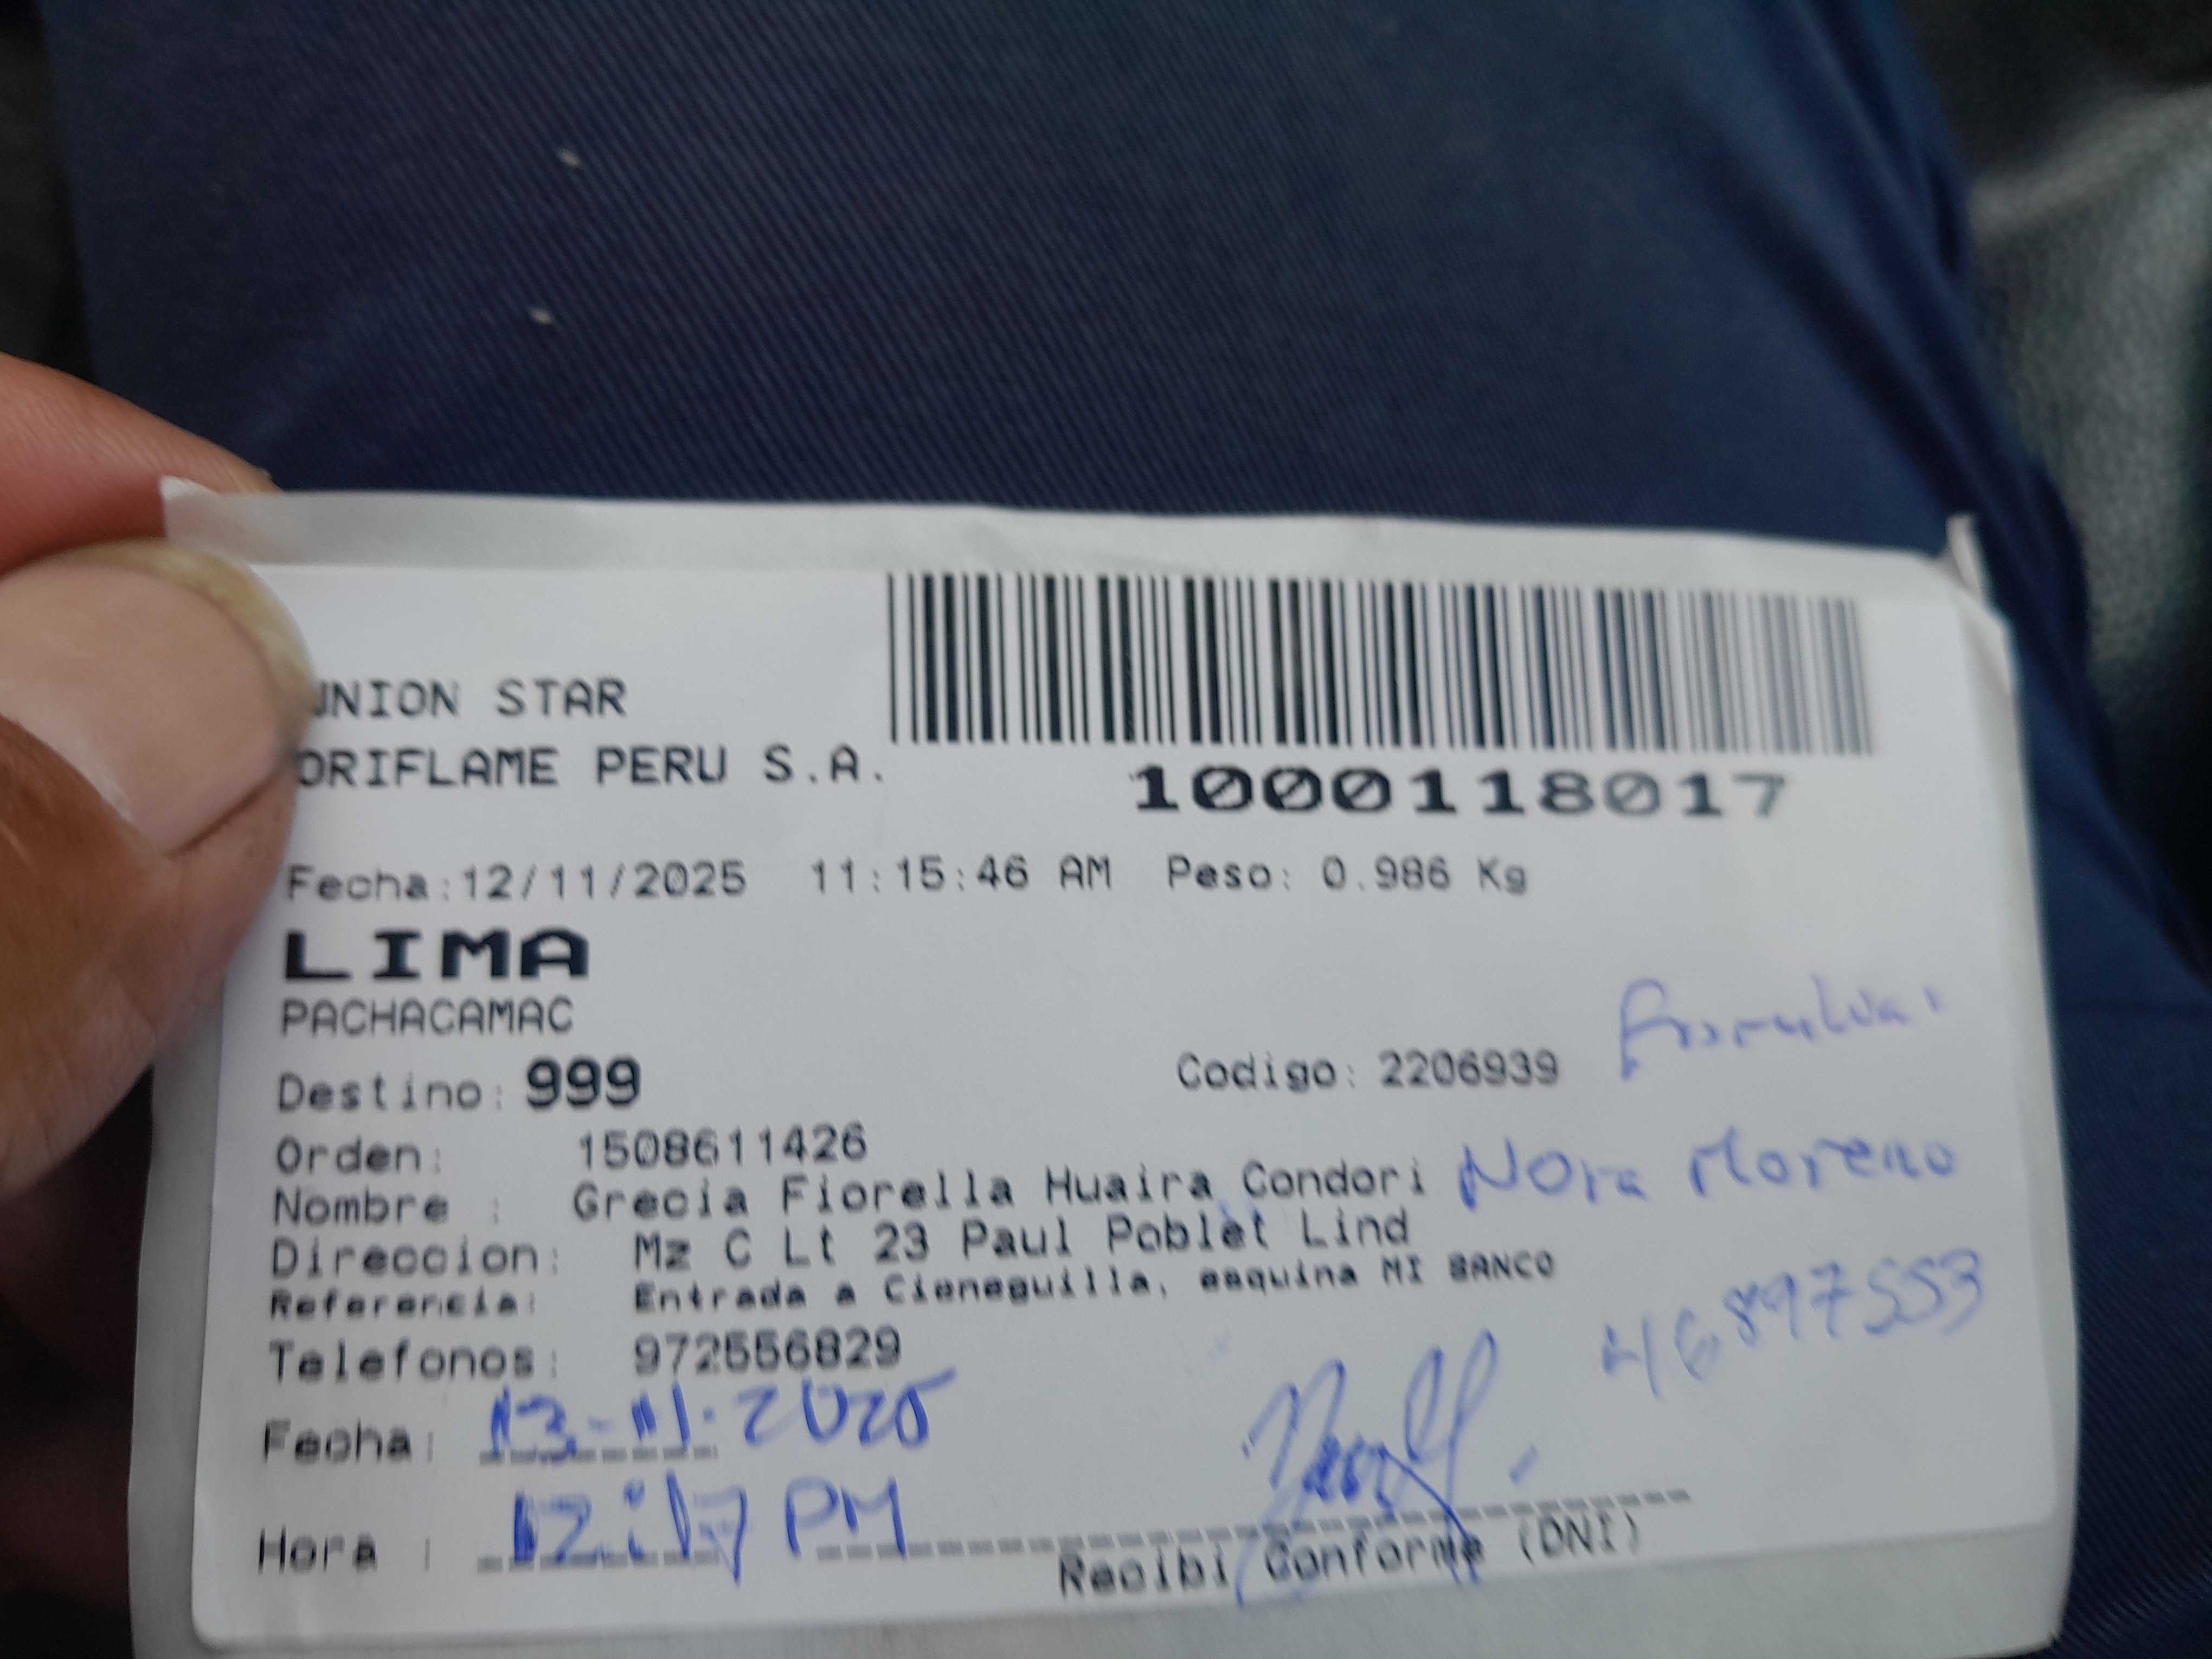 UNION STAR
ORIFLAME PERU S.A.
1000118017
Fecha:12/11/2025 11:15:46 AM Peso: 0.986 Kg
LIMA
PACHACAMAC
Destino: 999 Codigo: 2206939
Orden: 1508611426
Nombre : Grecia Fiorella Huaira Condori Nora Moreno
Direccion: Mz C Lt 23 Paul Poblet Lind
Referencia: Entrada a Cieneguilla, esquina MI BANCO
46897553
Telefonos: 972556829
Fecha: 13-11-2025
Hora : 12:17 PM
Recibi Conforme (DNI)